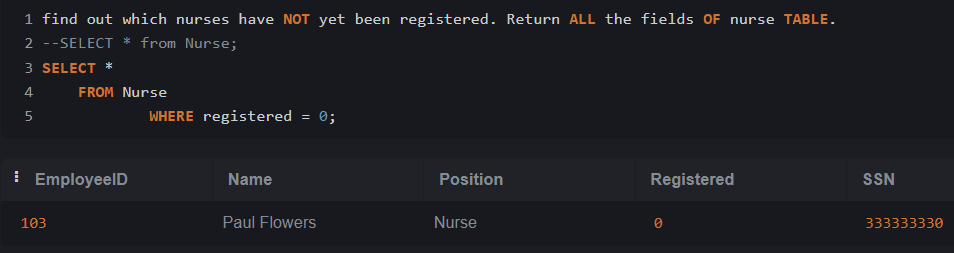 1 find out which nurses have NOT yet been registered. Return ALL the fields OF nurse TABLE.
2 --SELECT * from Nurse;
3 SELECT *
4 FROM Nurse
5 WHERE registered = 0;
EmployeeID Name Position Registered SSN
103 Paul Flowers Nurse 0 333333330